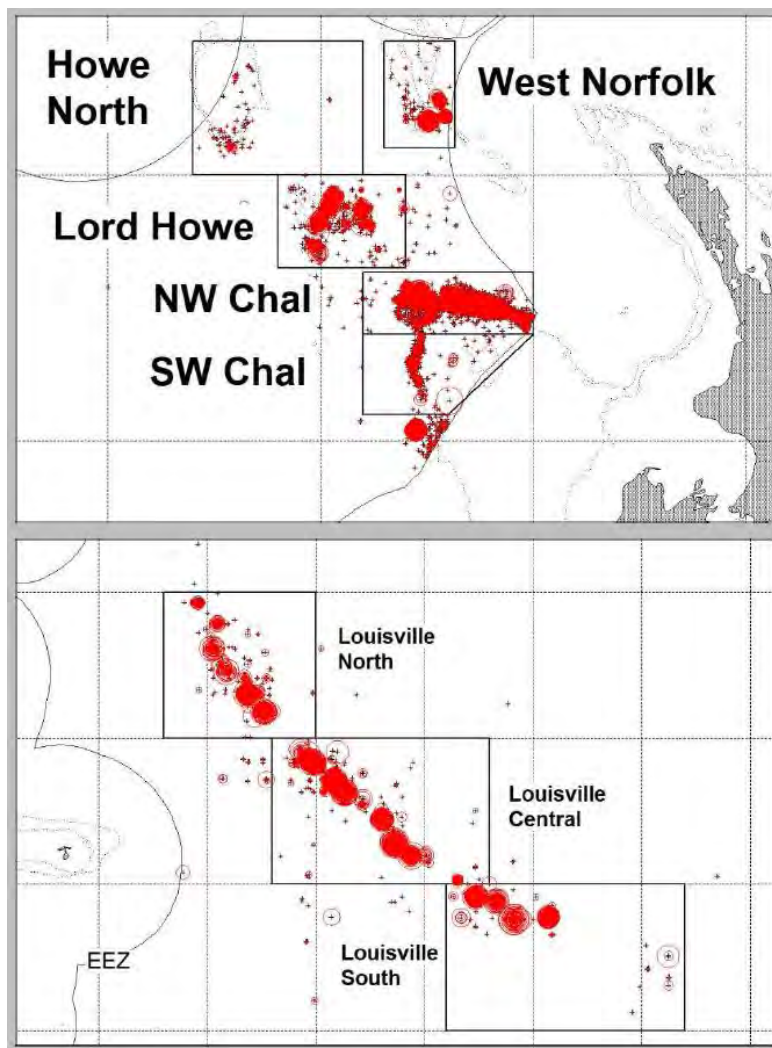 Howe
North
West Norfolk
Lord Howe
NW Chal
SW Chal
Louisville
North
Louisville
Central
Louisville
South
EEZ